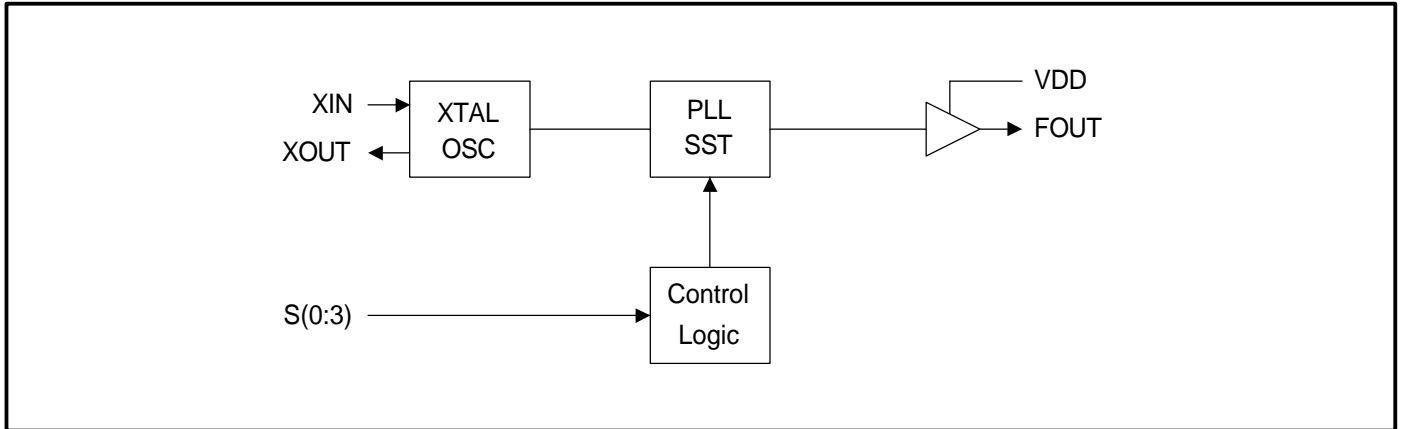 XIN
XOUT
XTAL
OSC
PLL
SST
VDD
FOUT
S(0:3)
Control
Logic